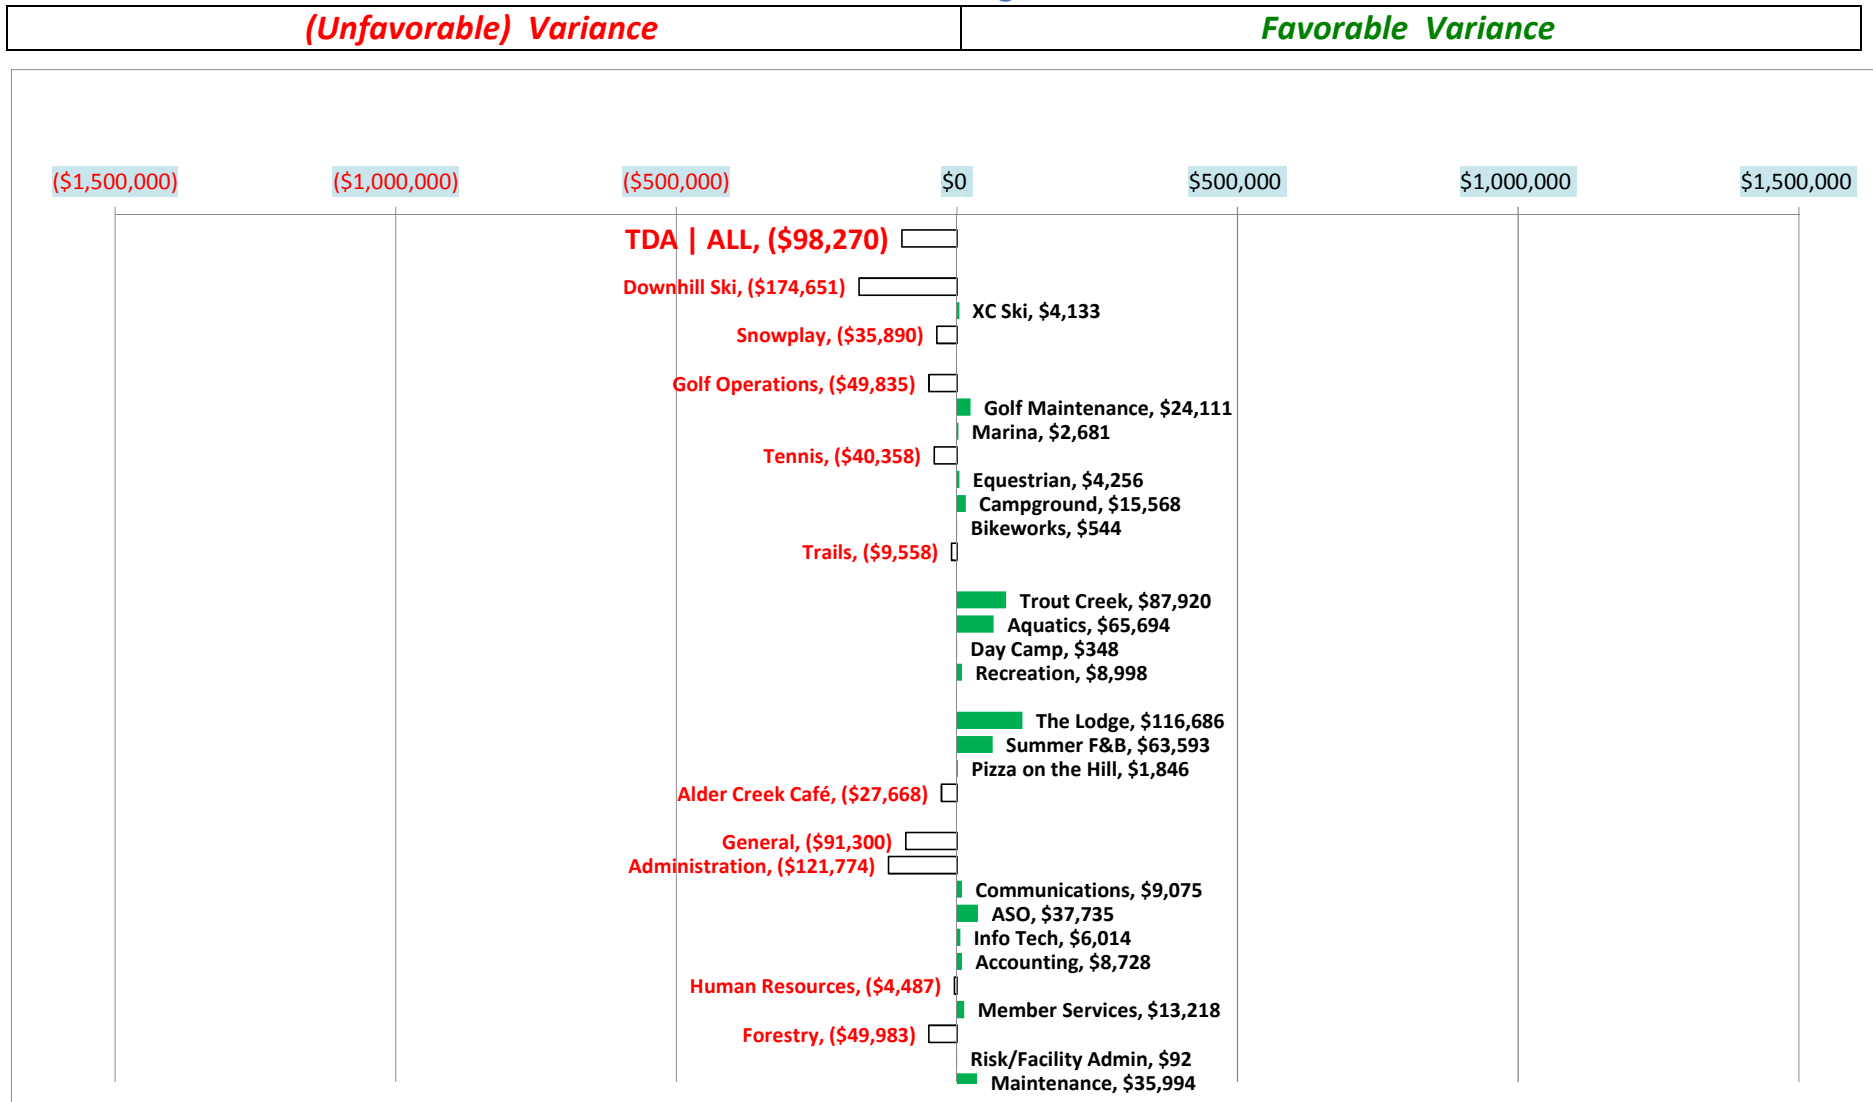 (Unfavorable) Variance
Favorable Variance
($1,500,000) ($1,000,000) ($500,000) $0 $500,000 $1,000,000 $1,500,000
TDA | ALL, ($98,270)
Downhill Ski, ($174,651)
XC Ski, $4,133
Snowplay, ($35,890)
Golf Operations, ($49,835)
Golf Maintenance, $24,111
Marina, $2,681
Tennis, ($40,358)
Equestrian, $4,256
Campground, $15,568
Bikeworks, $544
Trails, ($9,558)
Trout Creek, $87,920
Aquatics, $65,694
Day Camp, $348
Recreation, $8,998
The Lodge, $116,686
Summer F&B, $63,593
Pizza on the Hill, $1,846
Alder Creek Café, ($27,668)
General, ($91,300)
Administration, ($121,774)
Communications, $9,075
ASO, $37,735
Info Tech, $6,014
Accounting, $8,728
Human Resources, ($4,487)
Member Services, $13,218
Forestry, ($49,983)
Risk/Facility Admin, $92
Maintenance, $35,994